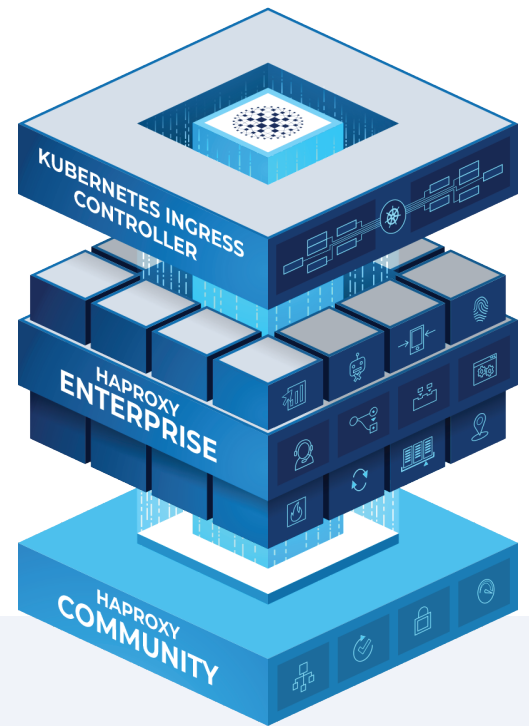 KUBERNETES INGRESS
CONTROLLER
HAPROXY
ENTERPRISE
HAPROXY
COMMUNITY